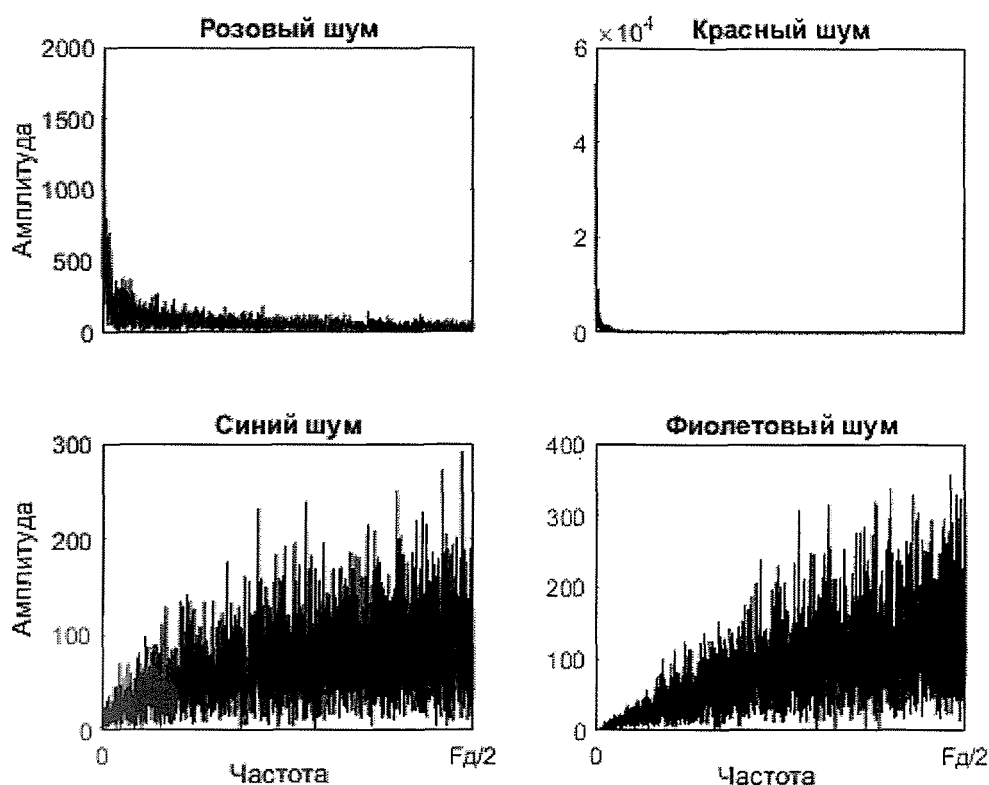 Розовый шум
2000
1500
1000
500
0
Амплитуда
Красный шум
6 ×10⁴
4
2
0
Синий шум
300
200
100
0
Амплитуда
0
Fд/2
Частота
Фиолетовый шум
400
300
200
100
0
0
Fд/2
Частота